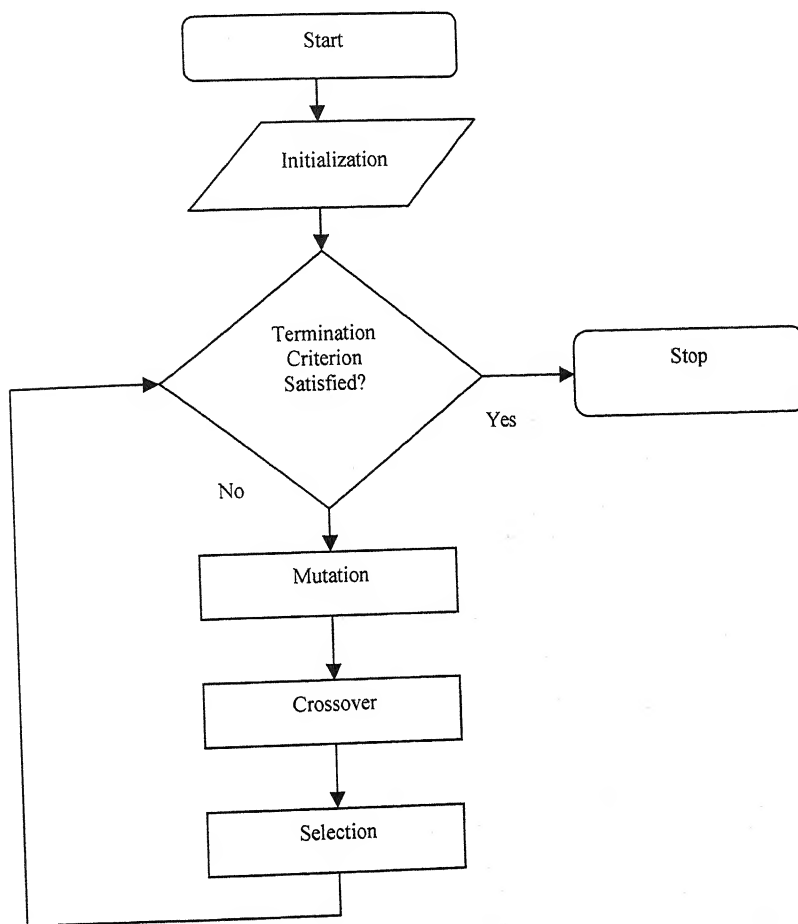 Start
Initialization
Termination
Criterion
Satisfied?
Stop
Yes
No
Mutation
Crossover
Selection